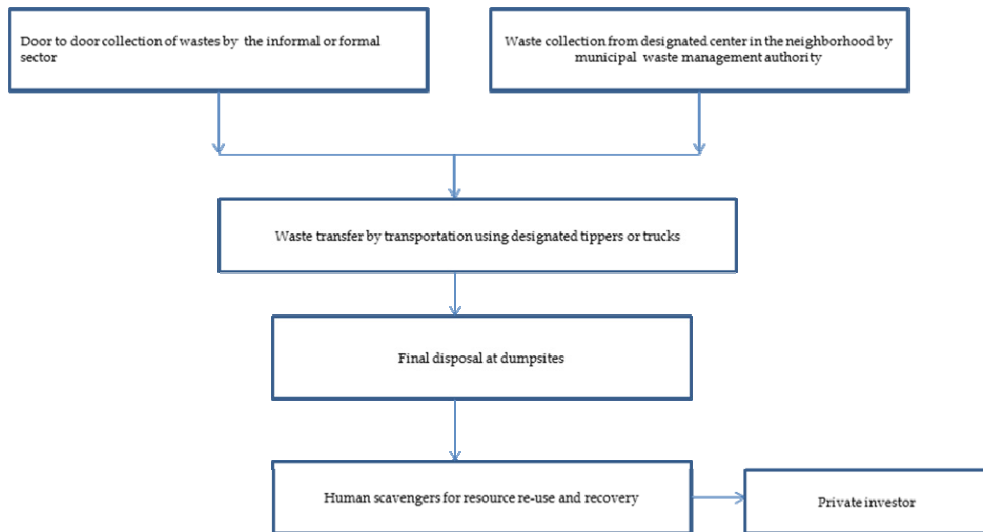 Door to door collection of wastes by the informal or formal
sector
Waste collection from designated center in the neighborhood by
municipal waste management authority
Waste transfer by transportation using designated tippers or trucks
Final disposal at dumpsites
Human scavengers for resource re-use and recovery
Private investor